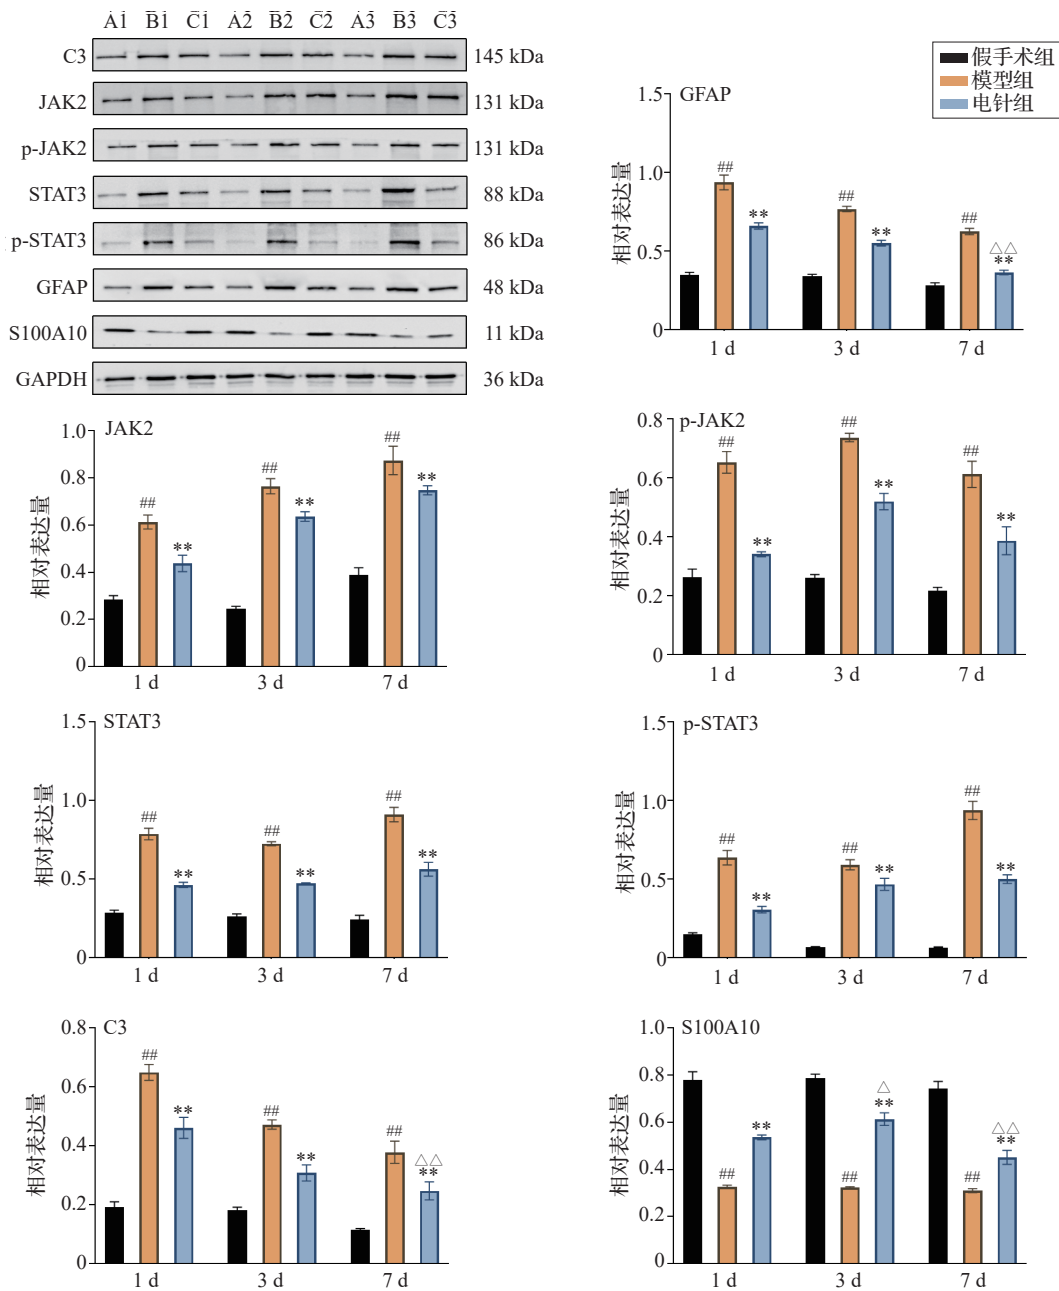 A1 B1 C1 A2 B2 C2 A3 B3 C3
C3 145 kDa
JAK2 131 kDa
p-JAK2 131 kDa
STAT3 88 kDa
p-STAT3 86 kDa
GFAP 48 kDa
S100A10 11 kDa
GAPDH 36 kDa
假手术组
模型组
电针组
GFAP
相对表达量
1.5
1.0
0.5
0
##
**
##
**
##
△△
**
1 d 3 d 7 d
JAK2
相对表达量
1.0
0.8
0.6
0.4
0.2
0
##
**
##
**
##
**
1 d 3 d 7 d
p-JAK2
相对表达量
0.8
0.6
0.4
0.2
0
##
**
##
**
##
**
1 d 3 d 7 d
STAT3
相对表达量
1.5
1.0
0.5
0
##
**
##
**
##
**
1 d 3 d 7 d
p-STAT3
相对表达量
1.5
1.0
0.5
0
##
**
##
**
##
**
1 d 3 d 7 d
C3
相对表达量
0.8
0.6
0.4
0.2
0
##
**
##
**
##
△△
**
1 d 3 d 7 d
S100A10
相对表达量
1.0
0.8
0.6
0.4
0.2
0
##
**
##
△
**
##
△△
**
1 d 3 d 7 d